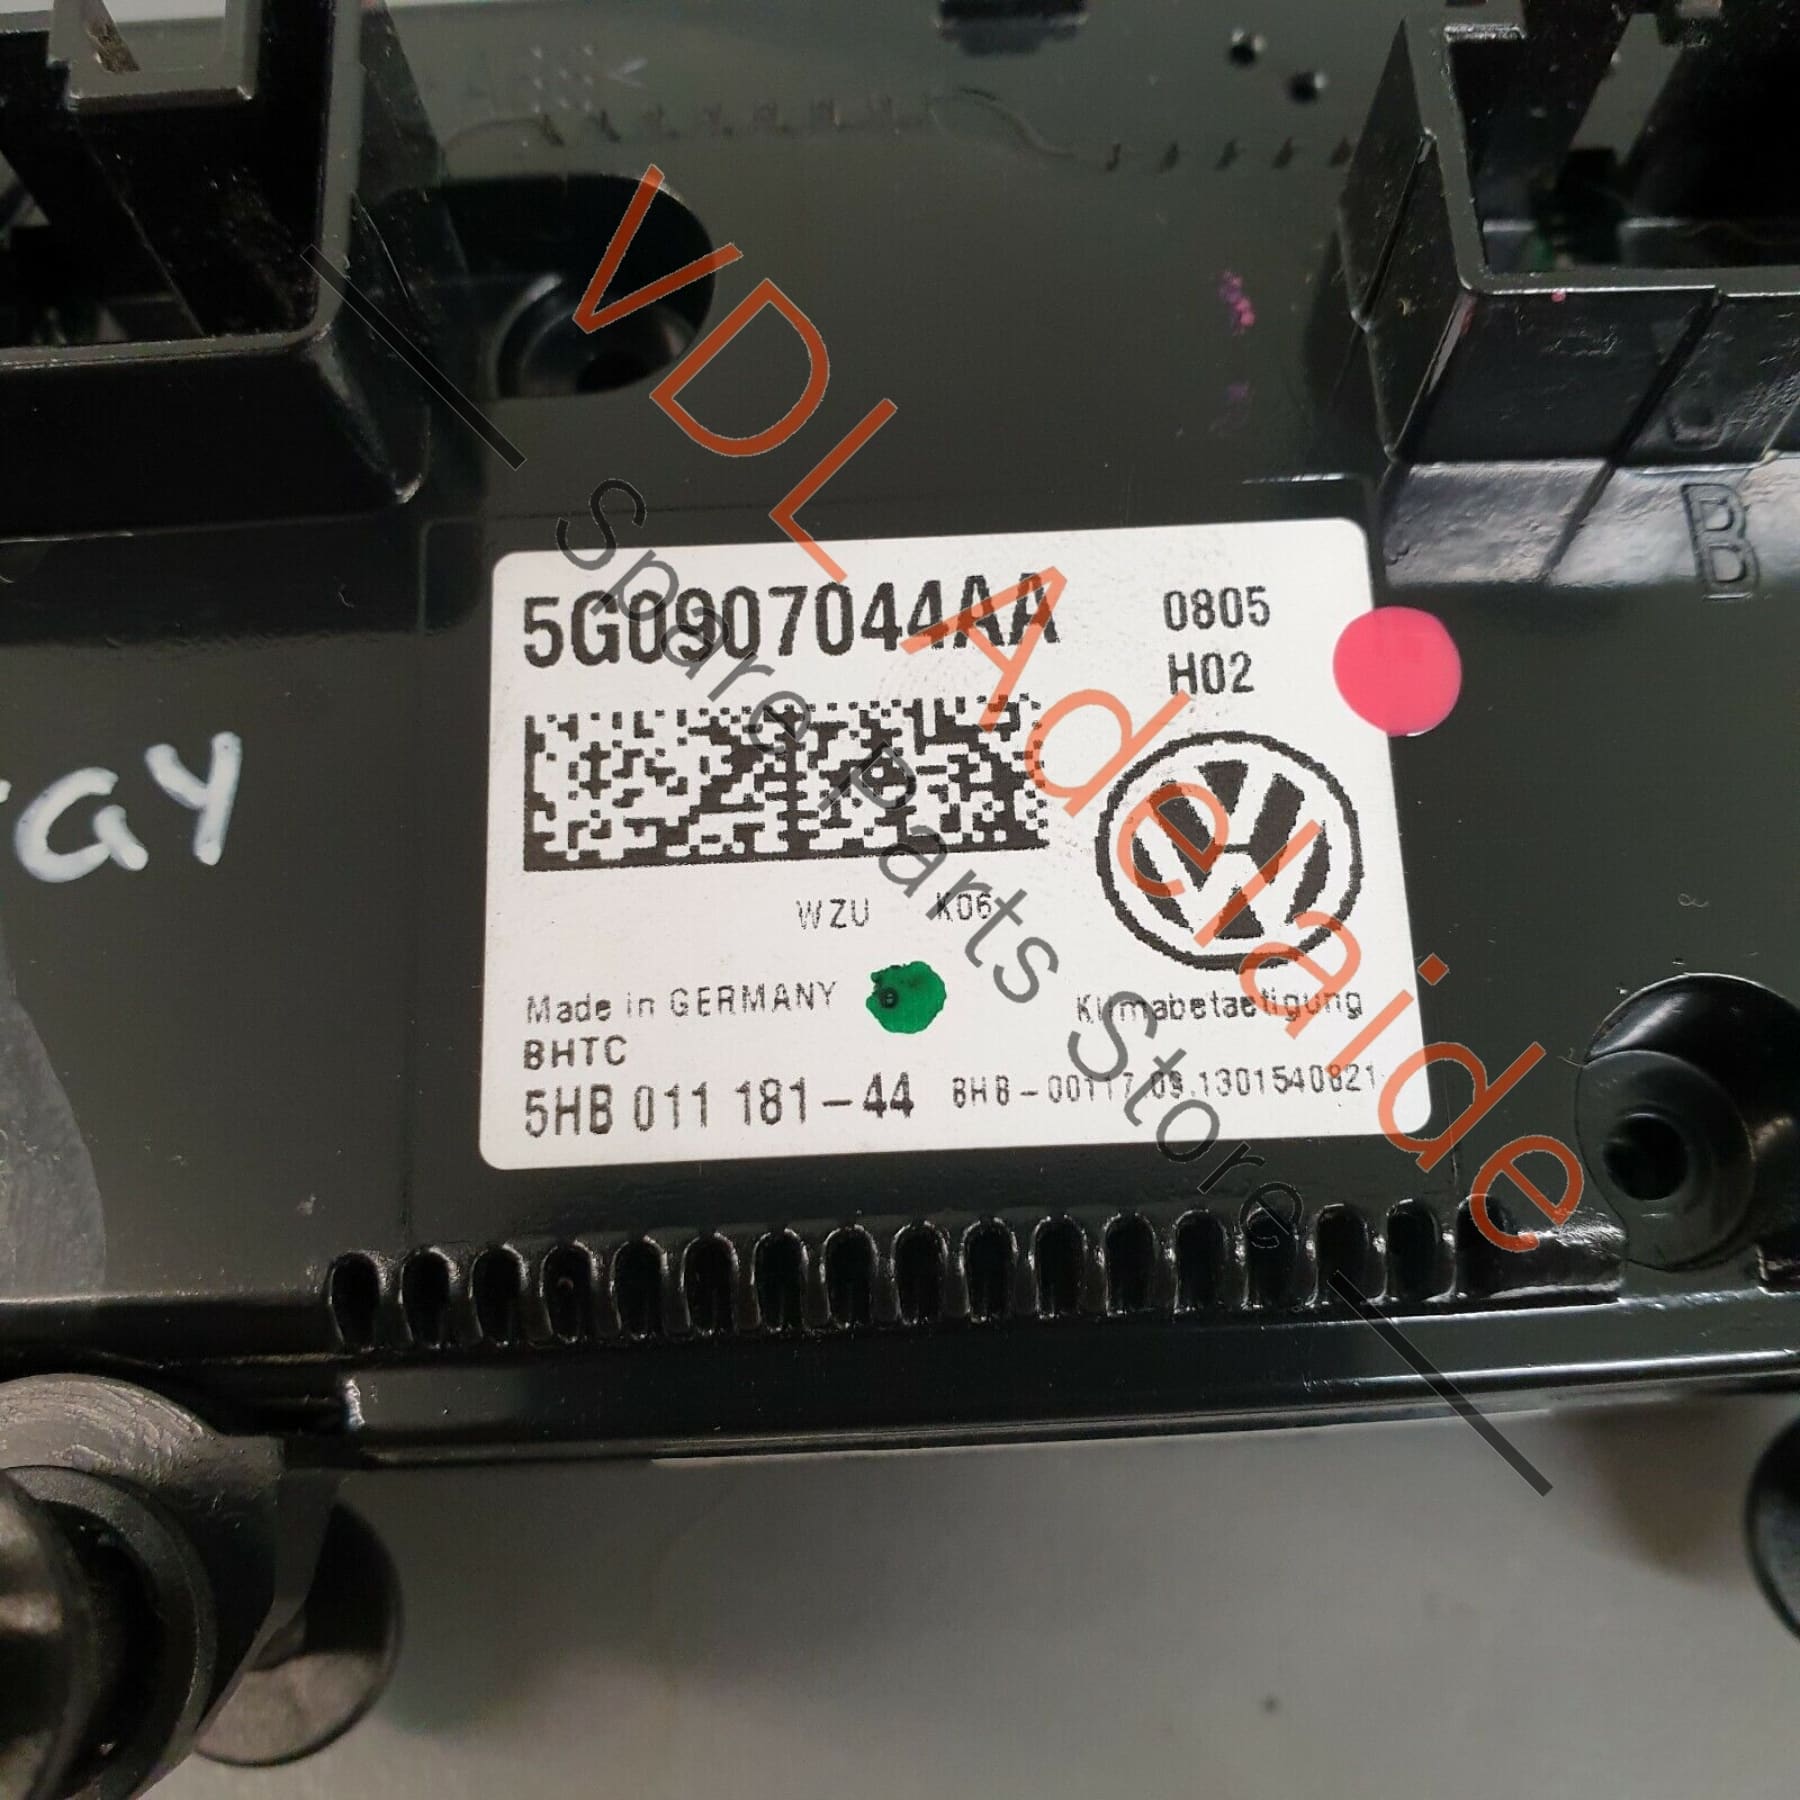 5G0907044AA
0805
H02
WZU K06
Made in GERMANY
Klimabetaetigung
BHTC
5HB 011 181-44
BHB-00117.09.1301540821
GY
B
VDL Adelaide
Spare Parts Store